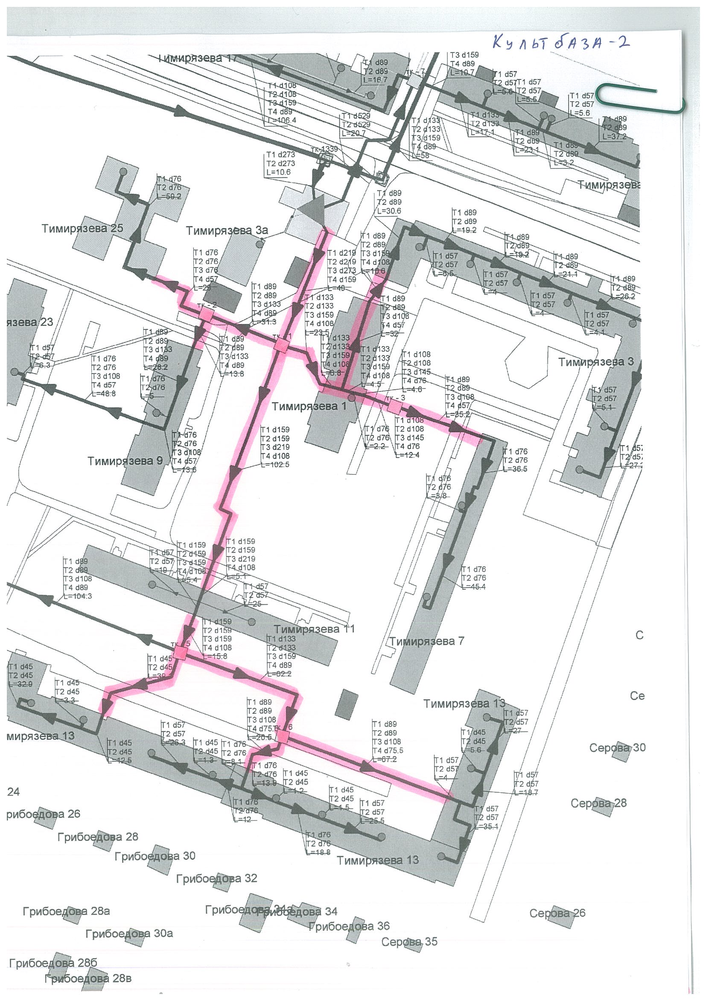 Культбаза-2
Тимирязева 17
T1 d89
T2 d89
L=16.7
тк - 7
T3 d159
T4 d89
L=10.7
T1 d57
T2 d57
L=5.6
T1 d57
T2 d57
L=5.5
T1 d57
T2 d57
L=5.6
T1 d108
T2 d108
T3 d159
T4 d89
L=106.4
T1 d529
T2 d529
L=20.7
T1 d133
T2 d133
T3 d159
T4 d89
L=58
T1 d133
T2 d133
L=17.1
T1 d89
T2 d89
L=23.1
T1 d89
T2 d89
L=3.2
T1 d89
T2 d89
L=37.2
тк-1339
T1 d273
T2 d273
L=10.6
Тимирязева
T1 d76
T2 d76
L=59.2
T1 d89
T2 d89
L=30.6
T1 d89
T2 d89
L=19.2
Тимирязева 25
Тимирязева 3а
T1 d89
T2 d89
T3 d159
T4 d108
L=10.6
T1 d89
T2 d89
L=19.2
T1 d76
T2 d76
T3 d76
T4 d57
L=29
T1 d219
T2 d219
T3 d273
T4 d159
L=40
T1 d57
T2 d57
L=6.5
T1 d89
T2 d89
L=21.1
T1 d57
T2 d57
L=4
T1 d89
T2 d89
L=26.2
T1 d89
T2 d89
T3 d133
T4 d89
L=31.3
T1 d133
T2 d133
T3 d159
T4 d108
L=23.5
T1 d89
T2 d89
T3 d108
T4 d57
L=32
T1 d57
T2 d57
L=4
T1 d57
T2 d57
L=4.1
тк - 2
язева 23
T1 d57
T2 d57
L=6.3
T1 d89
T2 d89
T3 d133
T4 d89
L=28.2
T1 d89
T2 d89
T3 d133
T4 d89
L=13.8
T1 d133
T2 d133
T3 d159
T4 d108
L=6.8
T1 d133
T2 d133
T3 d159
T4 d108
L=4.5
T1 d108
T2 d108
T3 d145
T4 d76
L=4.6
Тимирязева 3
T1 d76
T2 d76
T3 d108
T4 d57
L=48.8
T1 d76
T2 d76
L=5
T1 d89
T2 d89
T3 d108
T4 d57
L=35.2
T1 d57
T2 d57
L=5.1
тк - 3
Тимирязева 1
T1 d76
T2 d76
L=2.2
T1 d108
T2 d108
T3 d145
T4 d76
L=12.4
T1 d159
T2 d159
T3 d219
T4 d108
L=102.5
T1 d76
T2 d76
T3 d108
T4 d57
L=13.6
Тимирязева 9
T1 d76
T2 d76
L=36.5
T1 d57
T2 d57
L=27.2
T1 d76
T2 d76
L=3.8
T1 d159
T2 d159
T3 d219
T4 d108
L=5.1
T1 d159
T2 d159
T3 d159
T4 d108
L=5.4
T1 d57
T2 d57
L=19
T1 d89
T2 d89
T3 d108
T4 d89
L=104.3
T1 d57
T2 d57
L=25
T1 d76
T2 d76
L=45.4
T1 d159
T2 d159
T3 d159
T4 d108
L=15.8
Тимирязева 11
T1 d133
T2 d133
T3 d159
T4 d89
L=62.2
С
Тимирязева 7
T1 d45
T2 d45
T1 d45
T2 d45
L=32.9
T1 d45
T2 d45
L=3.3
Се
Тимирязева 13
T1 d89
T2 d89
T3 d108
T4 d75.5
L=20.5
T1 d57
T2 d57
L=27
мирязева 13
T1 d57
T2 d57
L=26.3
T1 d89
T2 d89
T3 d108
T4 d75.5
L=67.2
T1 d45
T2 d45
L=5.6
Серова 30
T1 d45
T2 d45
L=12.5
T1 d45
T2 d45
L=1.3
T1 d76
T2 d76
L=8.1
T1 d57
T2 d57
L=4
T1 d76
T2 d76
L=13.9
T1 d45
T2 d45
L=1.2
T1 d57
T2 d57
L=18.7
24
T1 d45
T2 d45
L=1.5
T1 d57
T2 d57
L=25.5
T1 d76
T2 d76
L=12
T1 d57
T2 d57
L=35.1
Серова 28
рибоедова 26
T1 d76
T2 d76
L=18.8
Грибоедова 28
Грибоедова 30
Тимирязева 13
Грибоедова 32
Грибоедова 28а
Грибоедова 34а
Грибоедова 34
Серова 26
Грибоедова 36
Грибоедова 30а
Серова 35
Грибоедова 28б
Грибоедова 28в